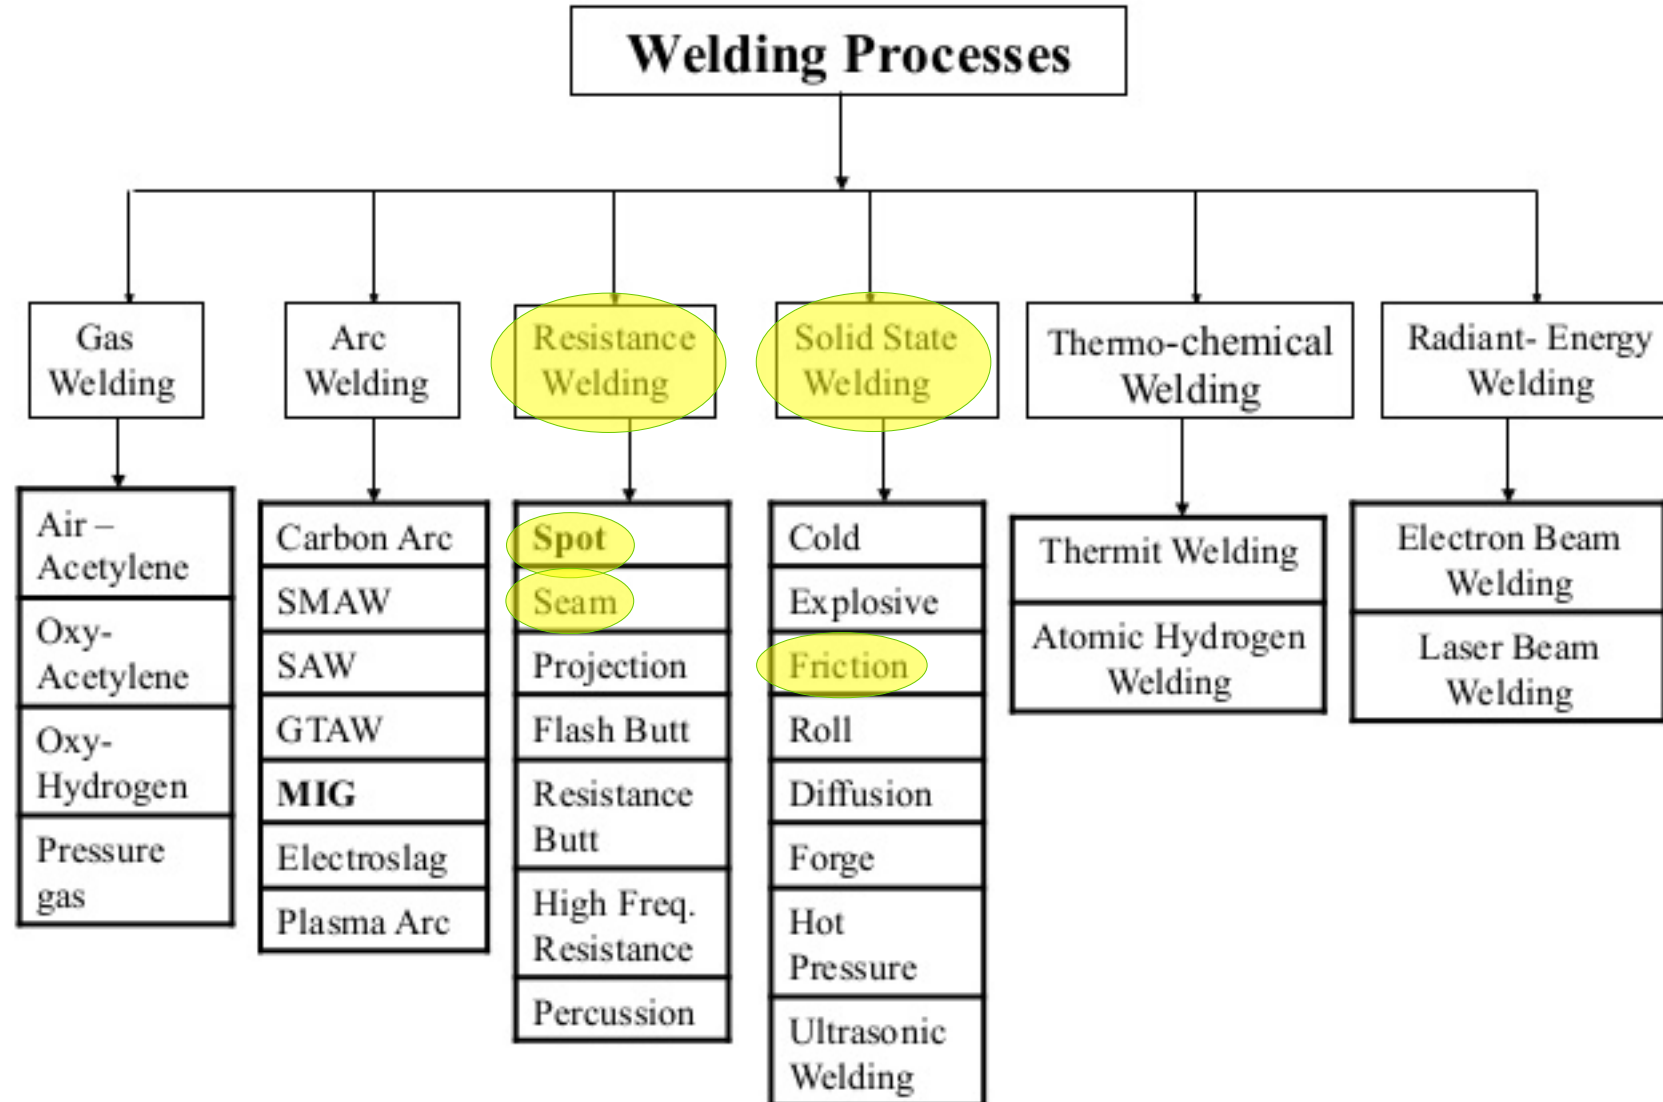 Welding Processes
Gas
Welding
Arc
Welding
Resistance
Welding
Solid State
Welding
Thermo-chemical
Welding
Radiant- Energy
Welding
Air –
Acetylene
Oxy-
Acetylene
Oxy-
Hydrogen
Pressure
gas
Carbon Arc
SMAW
SAW
GTAW
MIG
Electroslag
Plasma Arc
Spot
Seam
Projection
Flash Butt
Resistance
Butt
High Freq.
Resistance
Percussion
Cold
Explosive
Friction
Roll
Diffusion
Forge
Hot
Pressure
Ultrasonic
Welding
Thermit Welding
Atomic Hydrogen
Welding
Electron Beam
Welding
Laser Beam
Welding